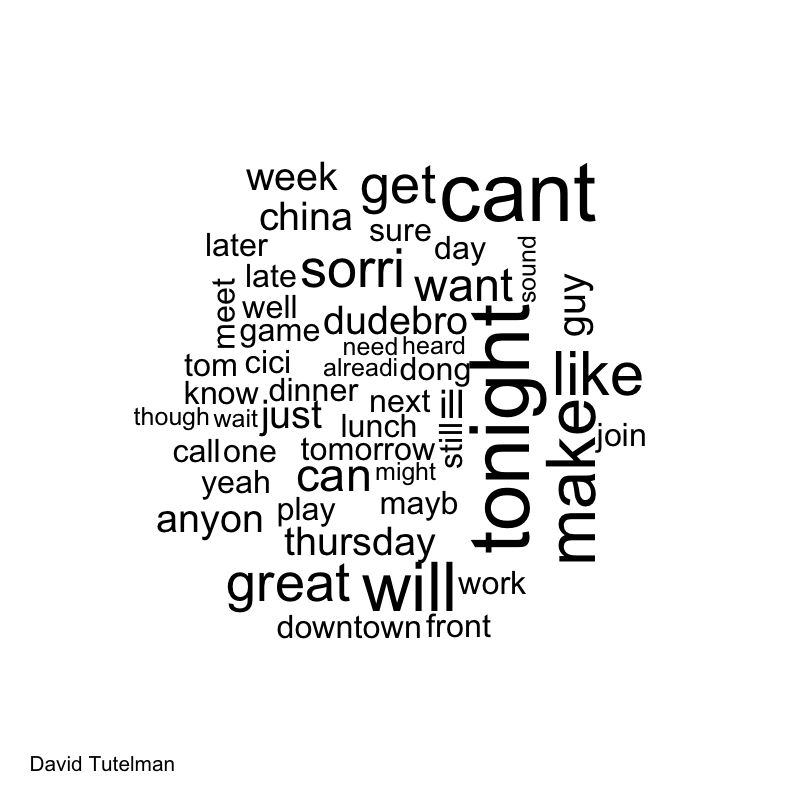 week get cant
china sure
later day sound
late sorri want
meet well guy
game dudebro
need heard
tom cici alreadi dong like
know dinner next ill tonight make
though wait just lunch still join
call one tomorrow
yeah can might
anyon play mayb
thursday
great will work
downtown front
David Tutelman